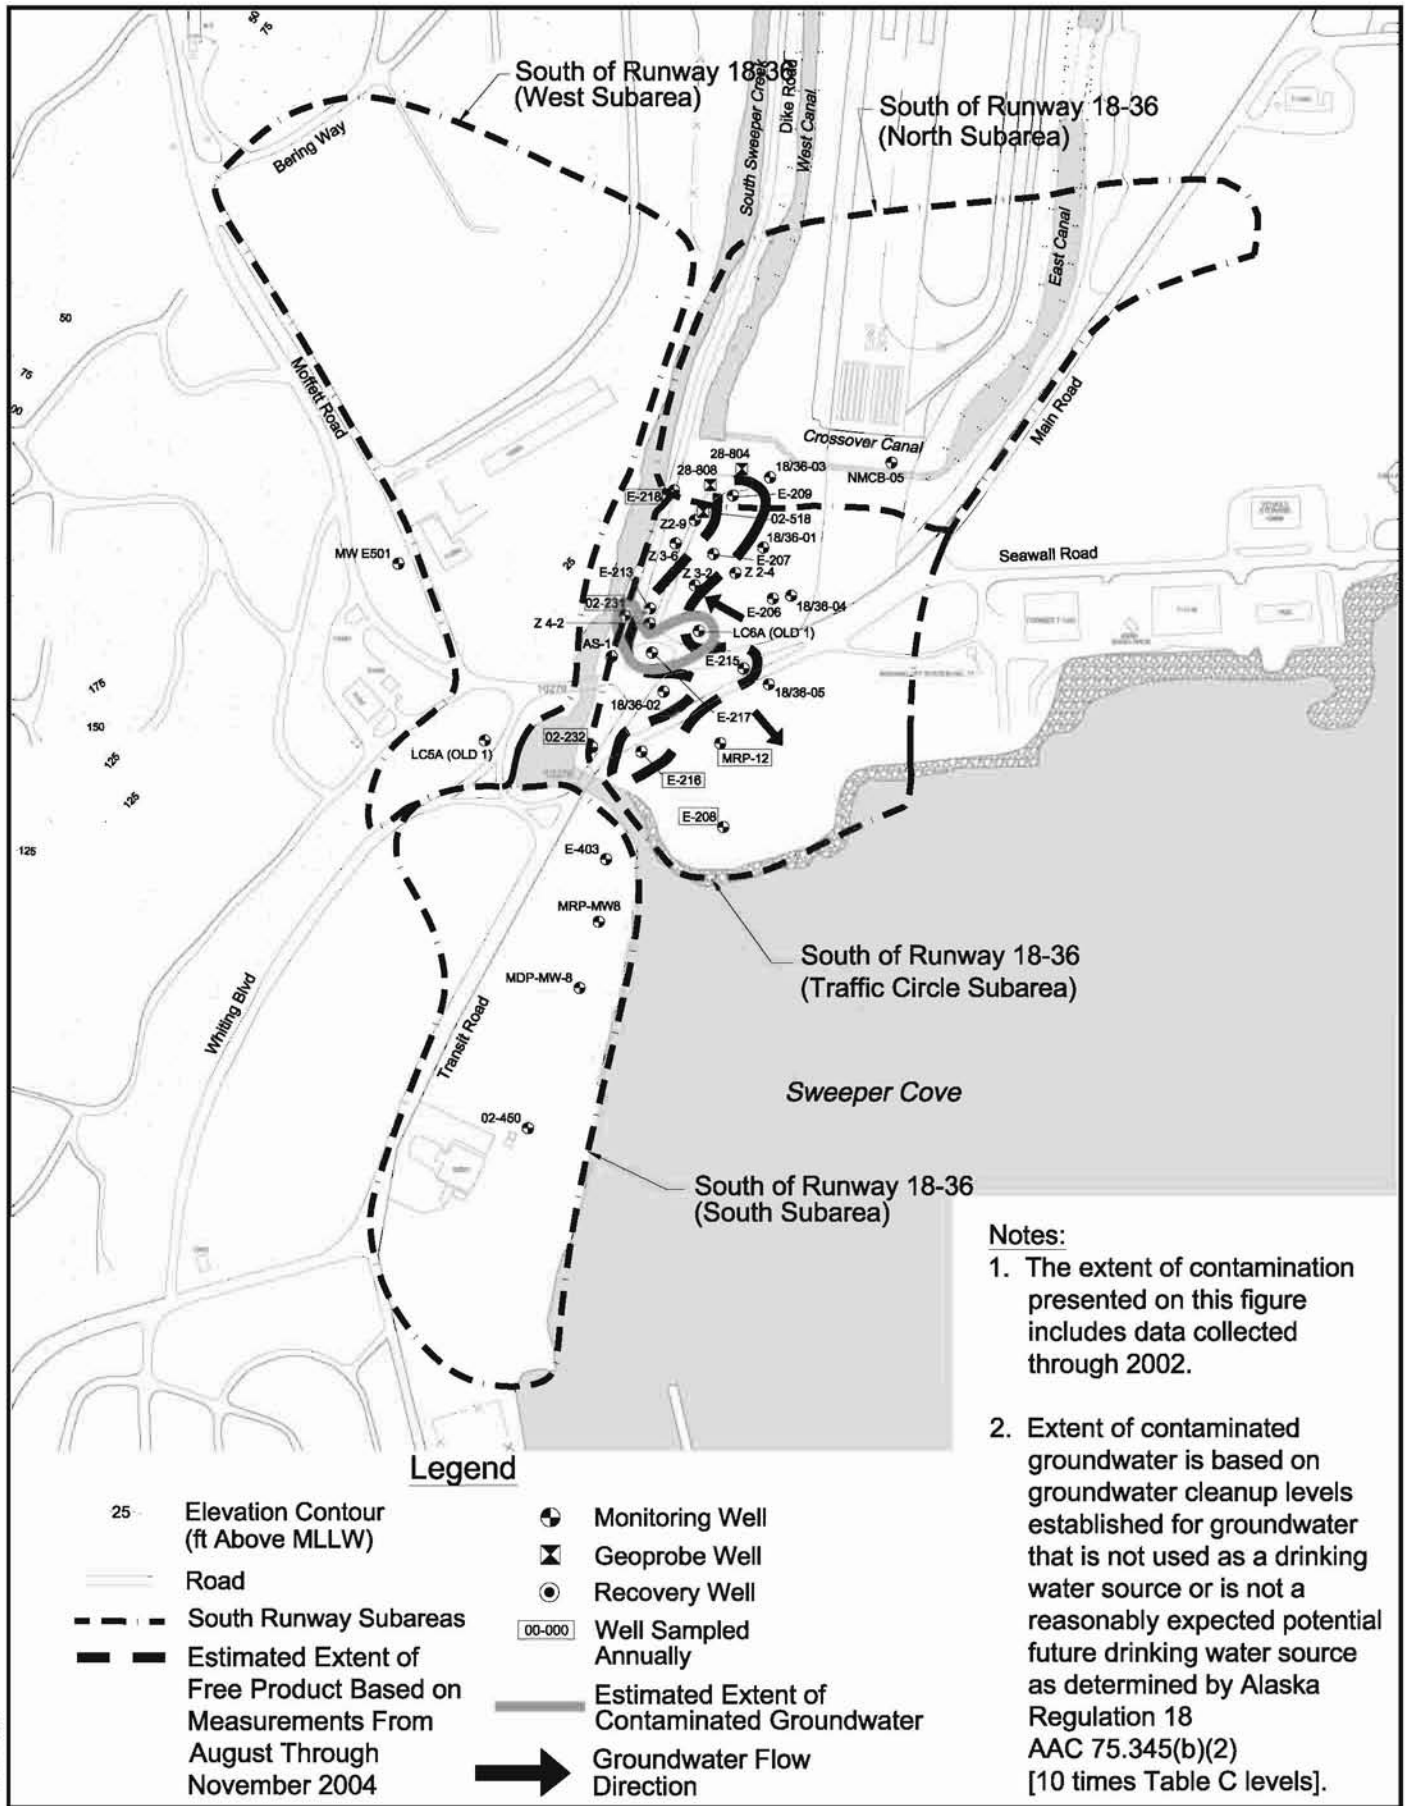 50
75
South of Runway 18-36
(West Subarea)
South Sweeper Creek
Dike Road
West Canal
South of Runway 18-36
(North Subarea)
Bering Way
East Canal
50
75
Moffett Road
Main Road
Crossover Canal
28-804
18/36-03
28-808
NMCB-05
E-218
E-209
02-518
Z2-9
18/36-01
MW E501
Z 3-6
E-207
Seawall Road
25
E-213
Z 3-2
Z 2-4
02-231
E-206
18/36-04
Z 4-2
LC6A (OLD 1)
AS-1
E-215
175
18/36-05
18/36-02
E-217
150
LC5A (OLD 1)
02-232
MRP-12
125
E-216
125
E-208
125
E-403
MRP-MW8
South of Runway 18-36
(Traffic Circle Subarea)
MDP-MW-8
Whiting Blvd
Transit Road
Sweeper Cove
02-450
South of Runway 18-36
(South Subarea)
Notes:
1. The extent of contamination
presented on this figure
includes data collected
through 2002.
2. Extent of contaminated
groundwater is based on
groundwater cleanup levels
established for groundwater
that is not used as a drinking
water source or is not a
reasonably expected potential
future drinking water source
as determined by Alaska
Regulation 18
AAC 75.345(b)(2)
[10 times Table C levels].
Legend
25
Elevation Contour
(ft Above MLLW)
Road
South Runway Subareas
Estimated Extent of
Free Product Based on
Measurements From
August Through
November 2004
Monitoring Well
Geoprobe Well
Recovery Well
00-000
Well Sampled
Annually
Estimated Extent of
Contaminated Groundwater
Groundwater Flow
Direction